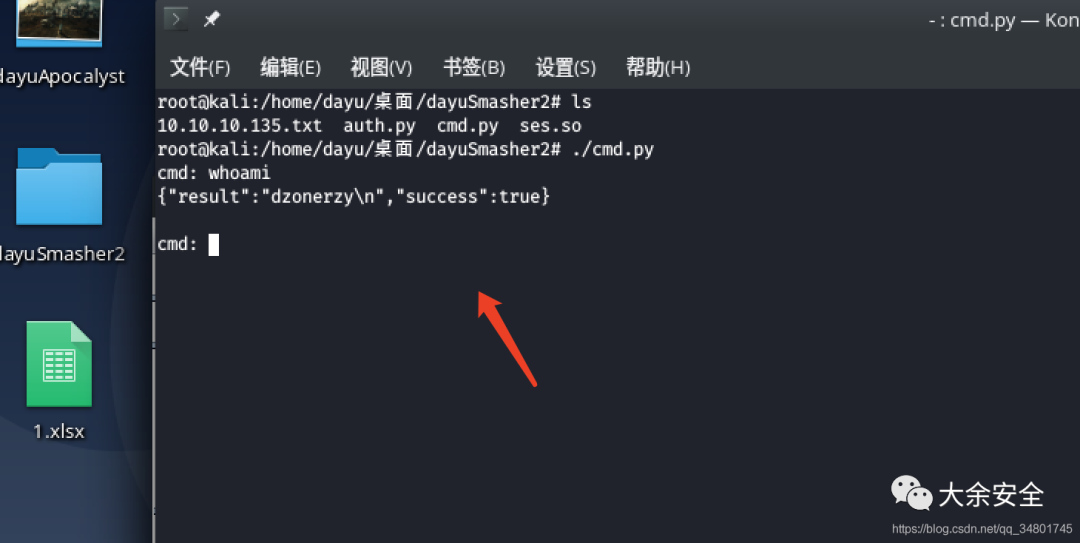 - : cmd.py — Kon
文件(F) 编辑(E) 视图(V) 书签(B) 设置(S) 帮助(H)
dayuApocalyst
root@kali:/home/dayu/桌面/dayuSmasher2# ls
10.10.10.135.txt auth.py cmd.py ses.so
root@kali:/home/dayu/桌面/dayuSmasher2# ./cmd.py
cmd: whoami
{"result":"dzonerzy\n","success":true}
cmd:
dayuSmasher2
1.xlsx
大余安全
https://blog.csdn.net/qq_34801745